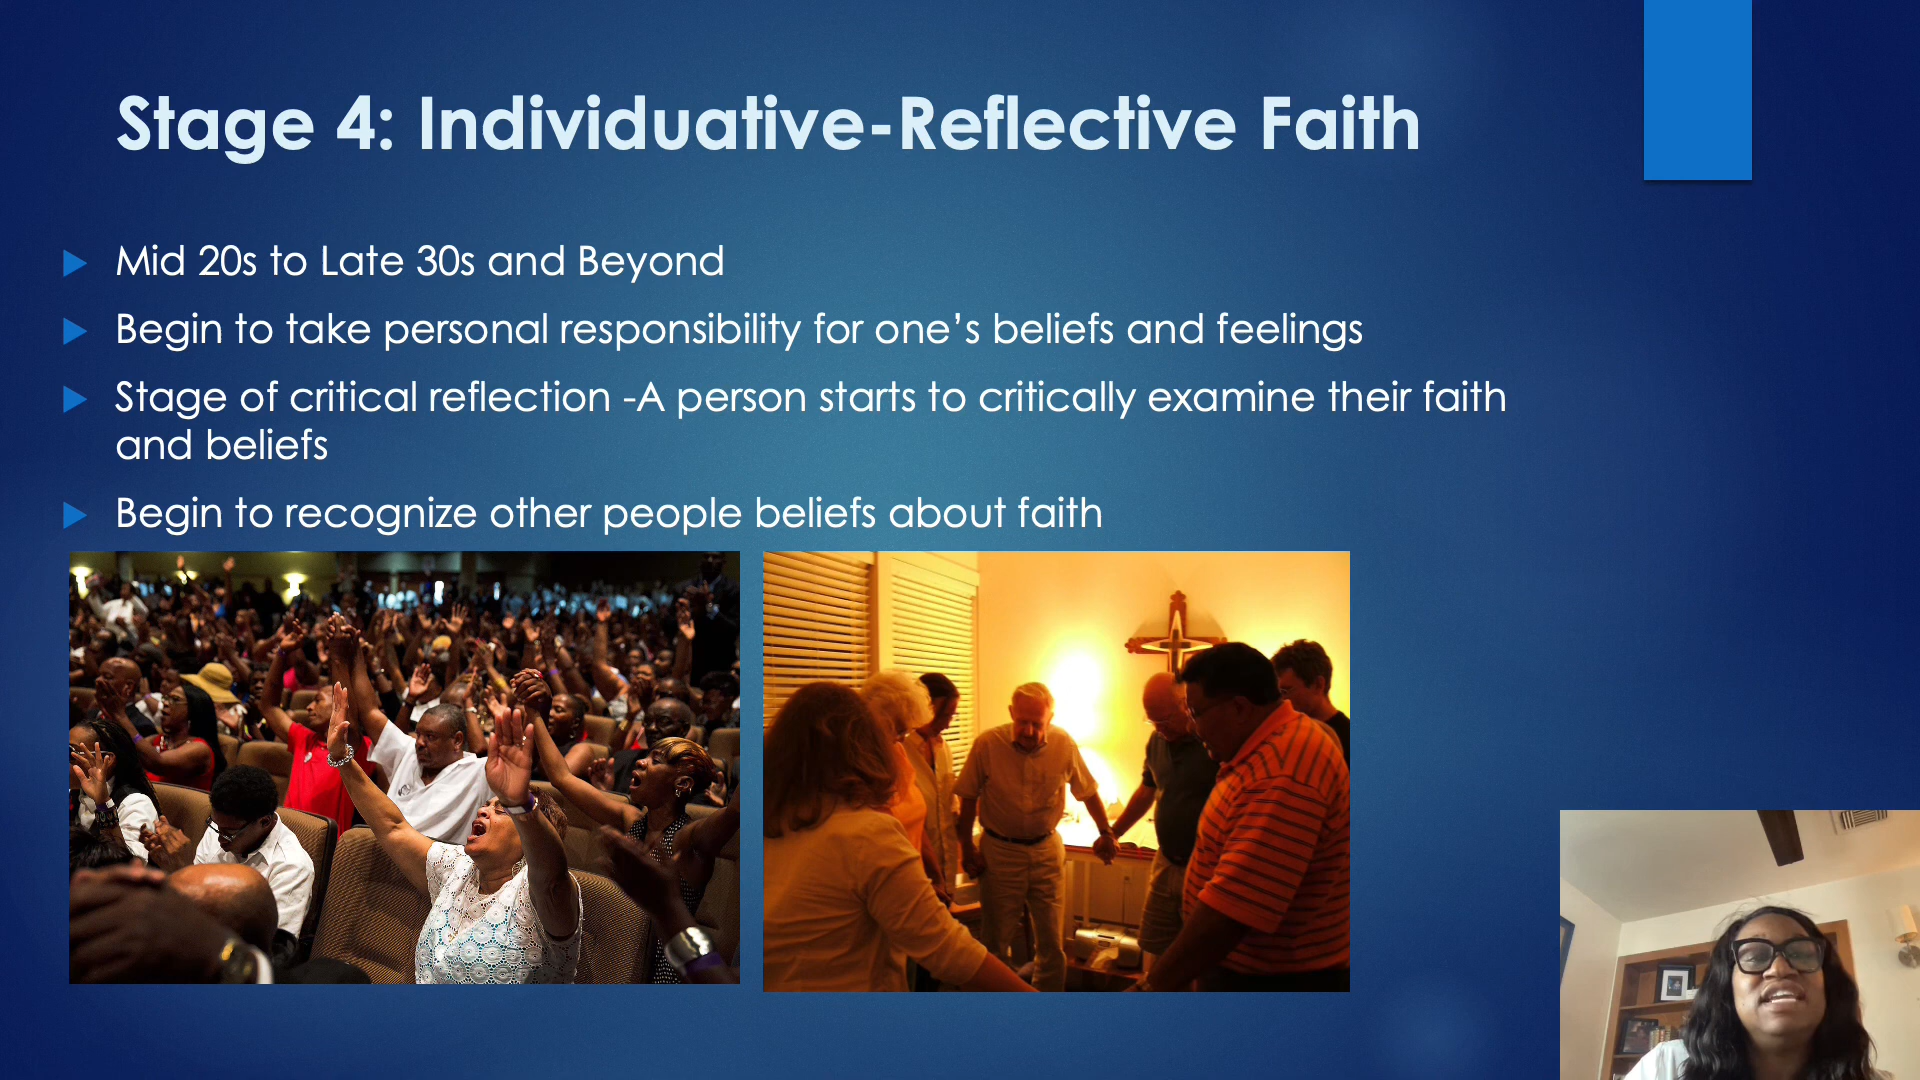 Stage 4: Individuative-Reflective Faith
Mid 20s to Late 30s and Beyond
Begin to take personal responsibility for one’s beliefs and feelings
Stage of critical reflection -A person starts to critically examine their faith
and beliefs
Begin to recognize other people beliefs about faith